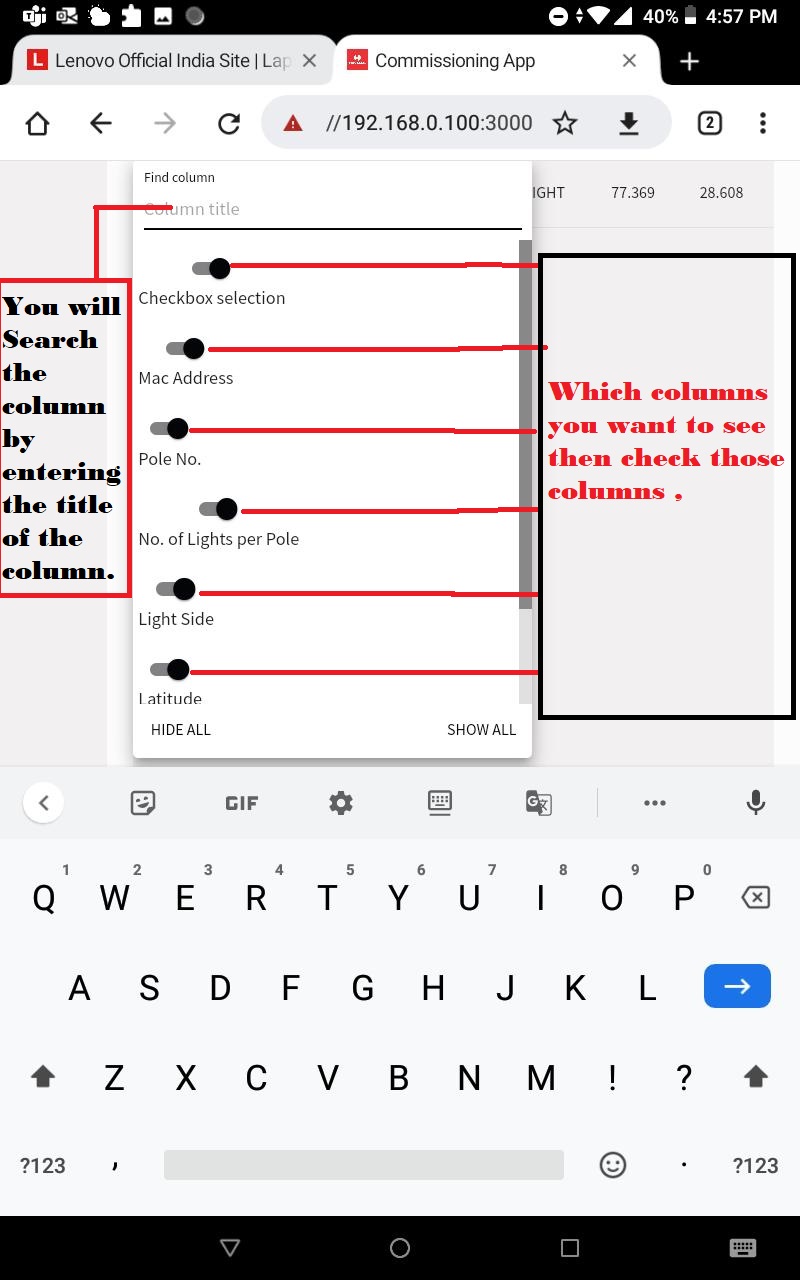 40% 4:57 PM
Lenovo Official India Site | Lap
Commissioning App
//192.168.0.100:3000
2
Find column
Column title
IGHT 77.369 28.608
Checkbox selection
Mac Address
Pole No.
No. of Lights per Pole
Light Side
Latitude
HIDE ALL SHOW ALL
You will
Search
the
column
by
entering
the title
of the
column.
Which columns
you want to see
then check those
columns ,
GIF
1 2 3 4 5 6 7 8 9 0
Q W E R T Y U I O P
A S D F G H J K L
Z X C V B N M ! ?
?123 , . ?123